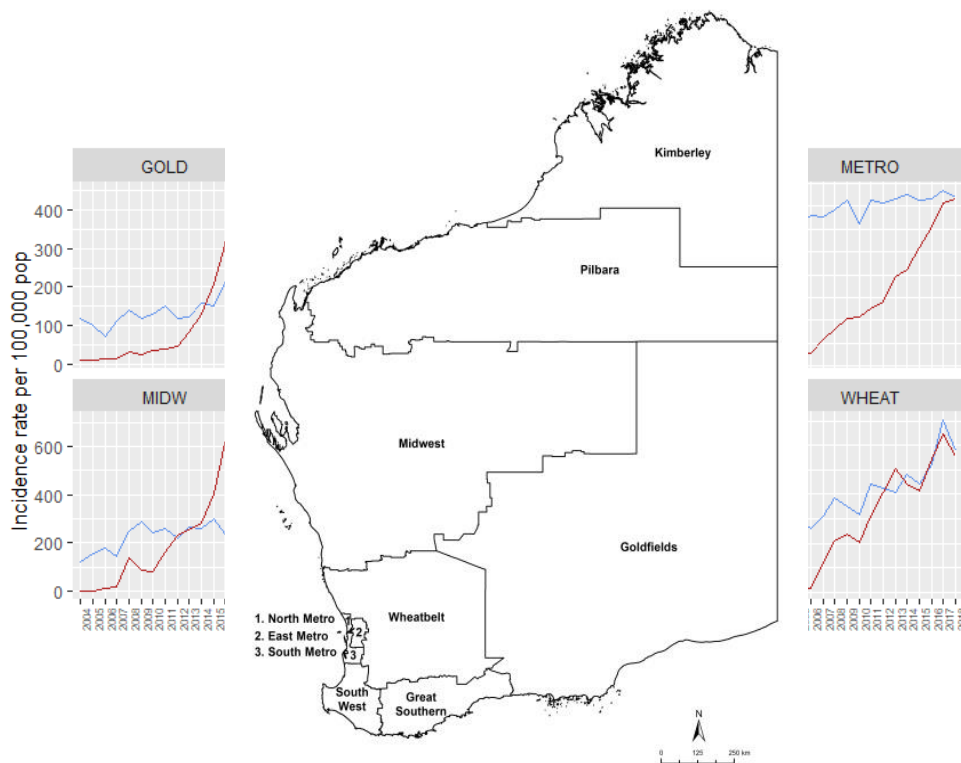 Incidence rate per 100,000 pop
GOLD
400
300
200
100
0
MIDW
600
400
200
0
2004
2005
2006
2007
2008
2009
2010
2011
2012
2013
2014
2015
Kimberley
Pilbara
Midwest
Goldfields
Wheatbelt
1. North Metro
2. East Metro
3. South Metro
2
3
South
West
Great
Southern
N
0 125 250 km
METRO
WHEAT
2006
2007
2008
2009
2010
2011
2012
2013
2014
2015
2016
2017